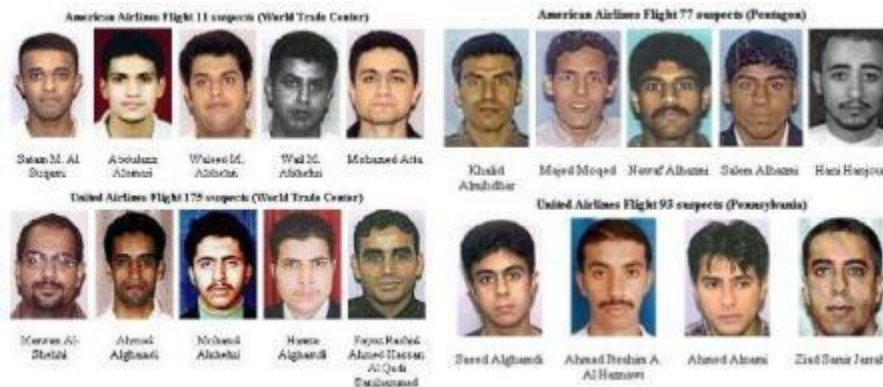 American Airlines Flight 11 suspects (World Trade Center)
Satam M. Al
Suqami
Abdulaziz
Alomari
Waleed M.
Alshehri
Wail M.
Alshehri
Mohamed Atta
United Airlines Flight 175 suspects (World Trade Center)
Marwan Al-
Shehhi
Ahmed
Alghamdi
Mohand
Alshehri
Hamza
Alghamdi
Fayez Rashid
Ahmed Hassan
Al Qadi
Banihammad
American Airlines Flight 77 suspects (Pentagon)
Khalid
Almihdhar
Majed Moqed
Nawaf Alhazmi
Salem Alhazmi
Hani Hanjour
United Airlines Flight 93 suspects (Pennsylvania)
Saeed Alghamdi
Ahmad Ibrahim A.
Al Haznawi
Ahmed Alnami
Ziad Samir Jarrah